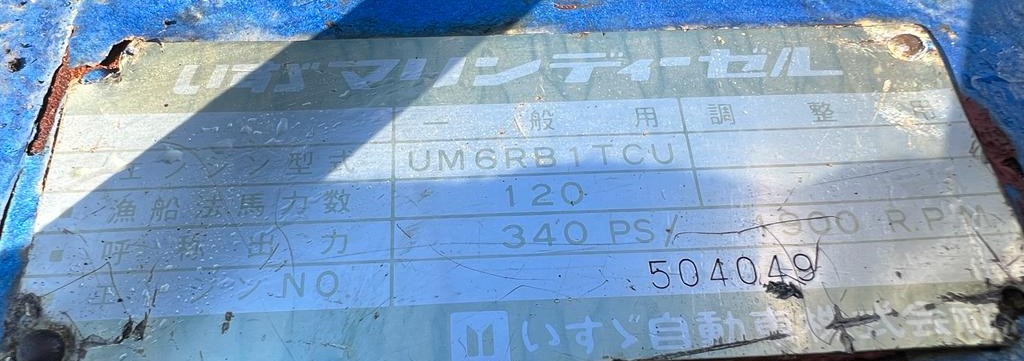 いすゞマリンディーゼル
一般用 調整用
エンジン型式 UM6RB1TCU
漁船法馬力数 120
呼称出力 340 PS/ 1900 R.P.M
エンジンNO 504049
いすゞ自動車株式会社